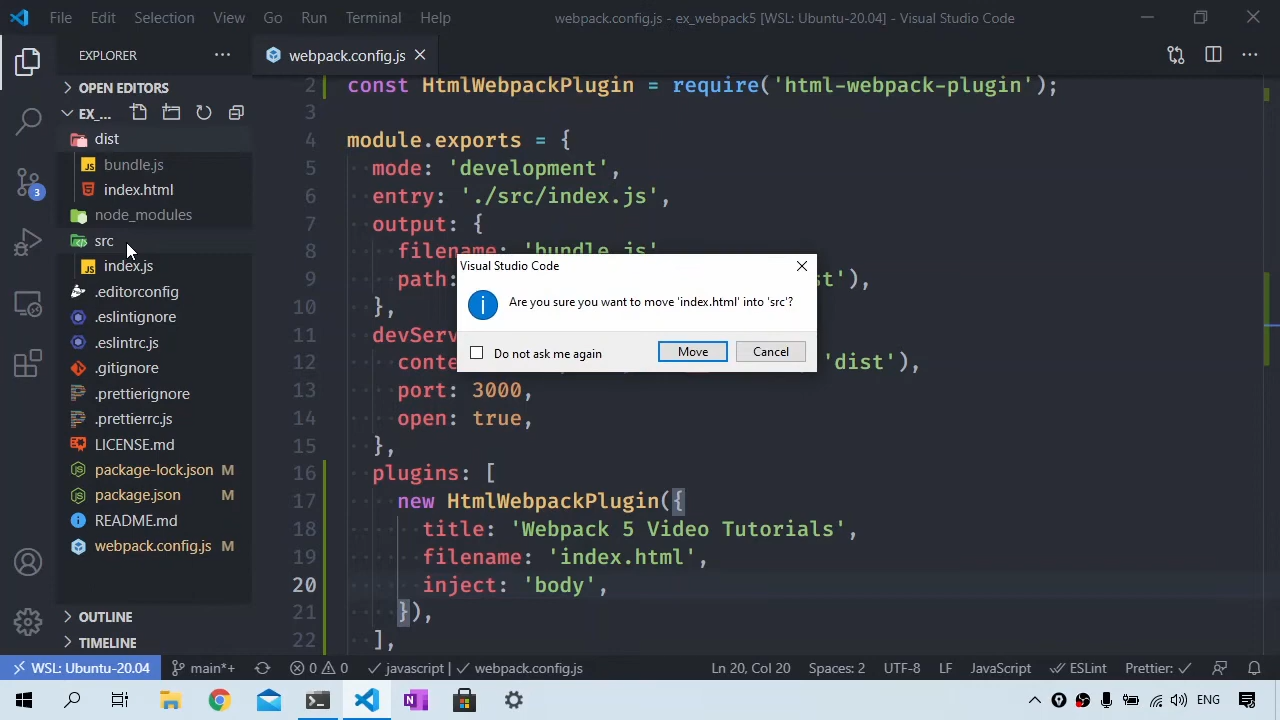 File Edit Selection View Go Run Terminal Help
webpack.config.js - ex_webpack5 [WSL: Ubuntu-20.04] - Visual Studio Code
EXPLORER
webpack.config.js
OPEN EDITORS
EX_...
dist
bundle.js
index.html
node_modules
src
index.js
.editorconfig
.eslintignore
.eslintrc.js
.gitignore
.prettierignore
.prettierrc.js
LICENSE.md
package-lock.json M
package.json M
README.md
webpack.config.js M
OUTLINE
TIMELINE
3
2 const HtmlWebpackPlugin = require('html-webpack-plugin');
3
4 module.exports = {
5 mode: 'development',
6 entry: './src/index.js',
7 output: {
8 filename: 'bundle.js',
9 path: st'),
10 },
11 devServ
12 conte 'dist'),
13 port: 3000,
14 open: true,
15 },
16 plugins: [
17 new HtmlWebpackPlugin({
18 title: 'Webpack 5 Video Tutorials',
19 filename: 'index.html',
20 inject: 'body',
21 }),
22 ],
Visual Studio Code
Are you sure you want to move 'index.html' into 'src'?
Do not ask me again
Move
Cancel
WSL: Ubuntu-20.04 main*+ 0 0 javascript | webpack.config.js Ln 20, Col 20 Spaces: 2 UTF-8 LF JavaScript ESLint Prettier:
ENG